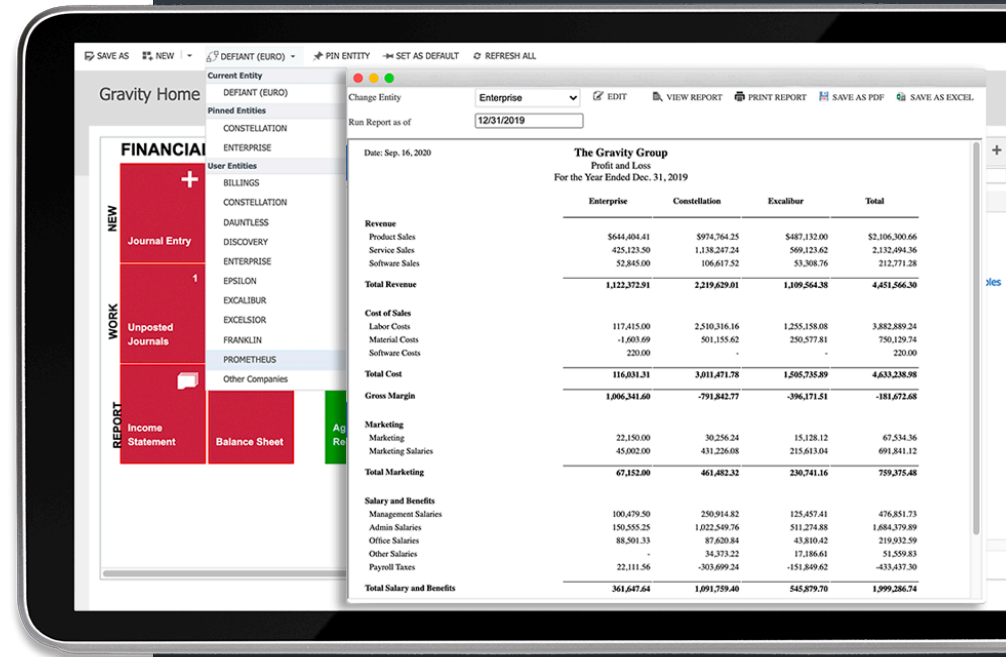 SAVE AS NEW DEFIANT (EURO) PIN ENTITY SET AS DEFAULT REFRESH ALL
Gravity Home
Current Entity
DEFIANT (EURO)
Pinned Entities
CONSTELLATION
ENTERPRISE
User Entities
BILLINGS
CONSTELLATION
DAUNTLESS
DISCOVERY
ENTERPRISE
EPSILON
EXCALIBUR
EXCELSIOR
FRANKLIN
PROMETHEUS
Other Companies
FINANCIAL
NEW
Journal Entry
WORK
1
Unposted
Journals
REPORT
Income
Statement
Balance Sheet
Change Entity Enterprise EDIT VIEW REPORT PRINT REPORT SAVE AS PDF SAVE AS EXCEL
Run Report as of 12/31/2019
Date: Sep. 16, 2020 The Gravity Group
Profit and Loss
For the Year Ended Dec. 31, 2019
Enterprise Constellation Excalibur Total
Revenue
Product Sales $644,404.41 $974,764.25 $487,132.00 $2,106,300.66
Service Sales 425,123.50 1,138,247.24 569,123.62 2,132,494.36
Software Sales 52,845.00 106,617.52 53,308.76 212,771.28
Total Revenue 1,122,372.91 2,219,629.01 1,109,564.38 4,451,566.30
Cost of Sales
Labor Costs 117,415.00 2,510,316.16 1,255,158.08 3,882,889.24
Material Costs -1,603.69 501,155.62 250,577.81 750,129.74
Software Costs 220.00 - - 220.00
Total Cost 116,031.31 3,011,471.78 1,505,735.89 4,633,238.98
Gross Margin 1,006,341.60 -791,842.77 -396,171.51 -181,672.68
Marketing
Marketing 22,150.00 30,256.24 15,128.12 67,534.36
Marketing Salaries 45,002.00 431,226.08 215,613.04 691,841.12
Total Marketing 67,152.00 461,482.32 230,741.16 759,375.48
Salary and Benefits
Management Salaries 100,479.50 250,914.82 125,457.41 476,851.73
Admin Salaries 150,555.25 1,022,549.76 511,274.88 1,684,379.89
Office Salaries 88,501.33 87,620.84 43,810.42 219,932.59
Other Salaries - 34,373.22 17,186.61 51,559.83
Payroll Taxes 22,111.56 -303,699.24 -151,849.62 -433,437.30
Total Salary and Benefits 361,647.64 1,091,759.40 545,879.70 1,999,286.74